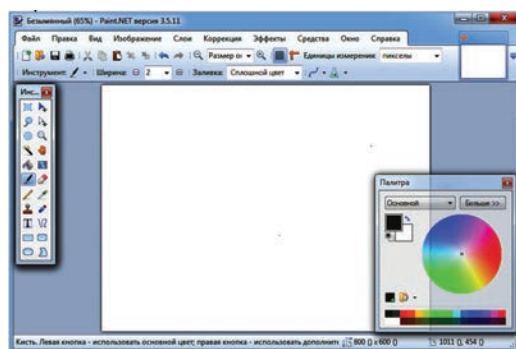 Безымянный (65%) - Paint.NET версия 3.5.11
Файл Правка Вид Изображение Слои Коррекция Эффекты Средства Окно Справка
Размер о Единицы измерения: пикселы
Инструмент: Ширина: 2 Заливка: Сплошной цвет
Инс...
Палитра
Основной Больше >>
Кисть. Левая кнопка - использовать основной цвет; правая кнопка - использовать дополнит
800 () x 600 () 1011 (), 454 ()